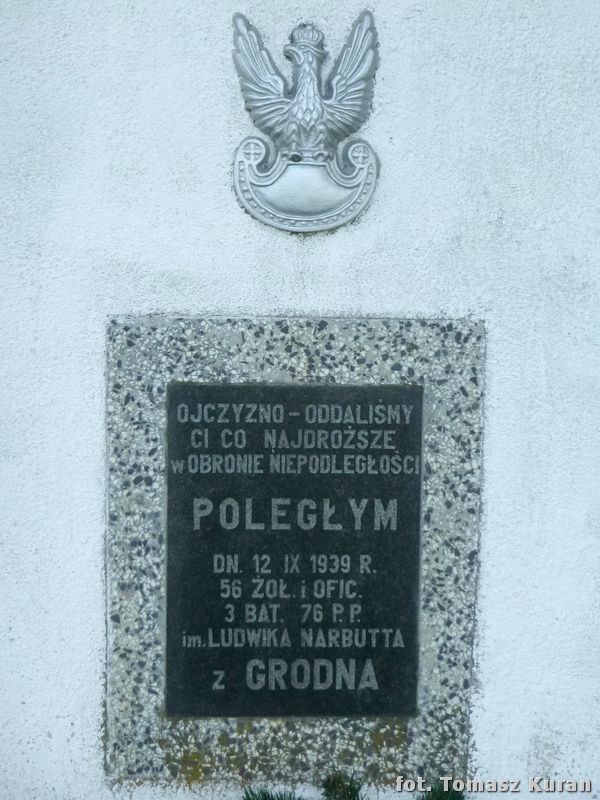 OJCZYZNO - ODDALIŚMY
CI CO NAJDROŻSZE
w OBRONIE NIEPODLEGŁOŚCI
POLEGŁYM
DN. 12 IX 1939 R.
56 ŻOŁ. i OFIC.
3 BAT. 76 P.P.
im. LUDWIKA NARBUTTA
z GRODNA
fot. Tomasz Kuran